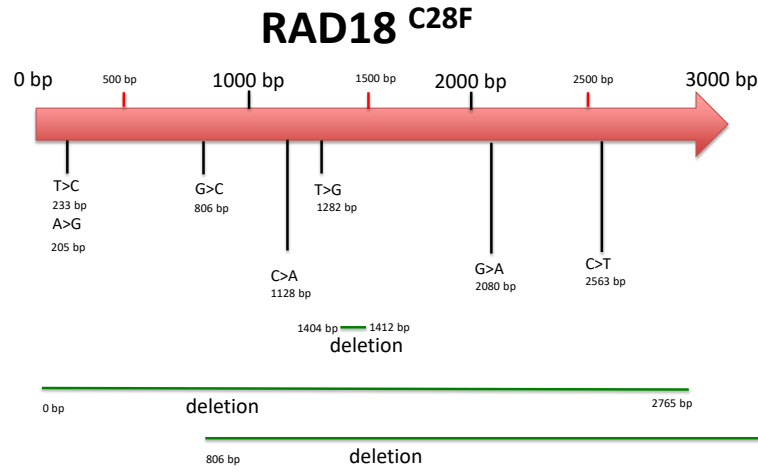 RAD18 C28F
0 bp 500 bp 1000 bp 1500 bp 2000 bp 2500 bp 3000 bp
T>C
233 bp
A>G
205 bp
G>C
806 bp
C>A
1128 bp
T>G
1282 bp
G>A
2080 bp
C>T
2563 bp
1404 bp 1412 bp
deletion
0 bp deletion 2765 bp
806 bp deletion